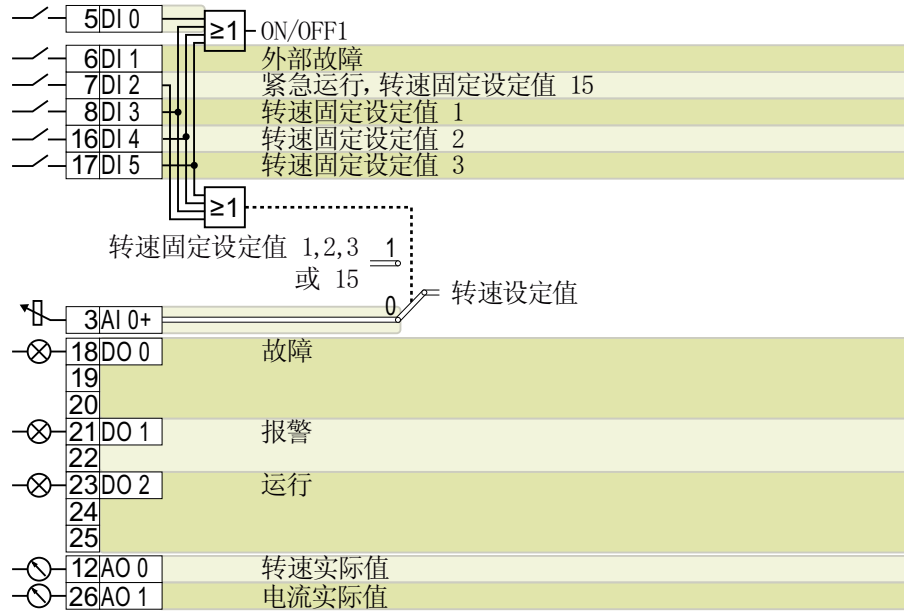 5 DI 0 ≥1 ON/OFF1
6 DI 1 外部故障
7 DI 2 紧急运行, 转速固定设定值 15
8 DI 3 转速固定设定值 1
16 DI 4 转速固定设定值 2
17 DI 5 转速固定设定值 3
≥1
转速固定设定值 1,2,3 1
或 15
0 转速设定值
3 AI 0+
18 DO 0 故障
19
20
21 DO 1 报警
22
23 DO 2 运行
24
25
12 AO 0 转速实际值
26 AO 1 电流实际值